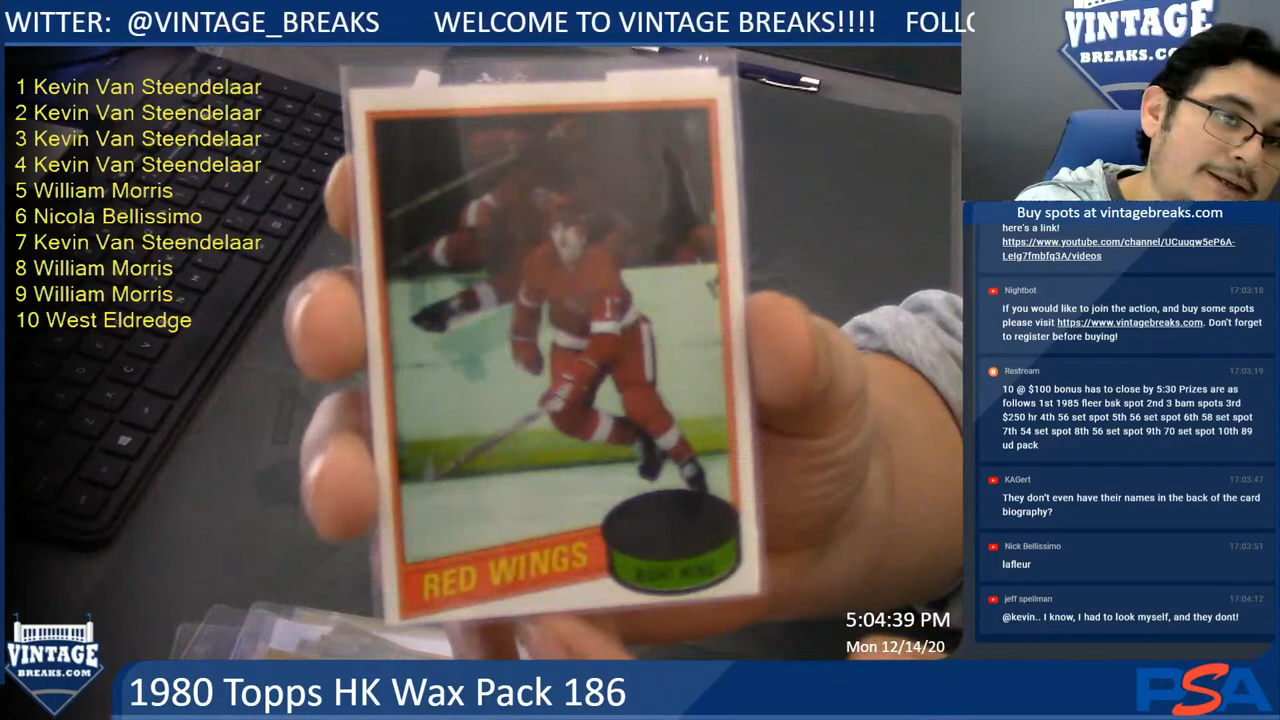 WITTER: @VINTAGE_BREAKS WELCOME TO VINTAGE BREAKS!!!! FOLL
1 Kevin Van Steendelaar
2 Kevin Van Steendelaar
3 Kevin Van Steendelaar
4 Kevin Van Steendelaar
5 William Morris
6 Nicola Bellissimo
7 Kevin Van Steendelaar
8 William Morris
9 William Morris
10 West Eldredge
RED WINGS
RIGHT WING
VINTAGE
BREAKS.C
Buy spots at vintagebreaks.com
here's a link!
https://www.youtube.com/channel/UCuuqw5eP6A-
LeIg7fmbfq3A/videos
Nightbot 17:03:18
If you would like to join the action, and buy some spots
please visit https://www.vintagebreaks.com. Don't forget
to register before buying!
Restream 17:03:19
10 @ $100 bonus has to close by 5:30 Prizes are as
follows 1st 1985 fleer bsk spot 2nd 3 bam spots 3rd
$250 hr 4th 56 set spot 5th 56 set spot 6th 58 set spot
7th 54 set spot 8th 56 set spot 9th 70 set spot 10th 89
ud pack
KAGert 17:03:47
They don't even have their names in the back of the card
biography?
Nick Bellissimo 17:03:51
lafleur
jeff spellman 17:04:12
@kevin.. I know, I had to look myself, and they dont!
5:04:39 PM
Mon 12/14/20
VINTAGE
BREAKS.COM
1980 Topps HK Wax Pack 186
PSA